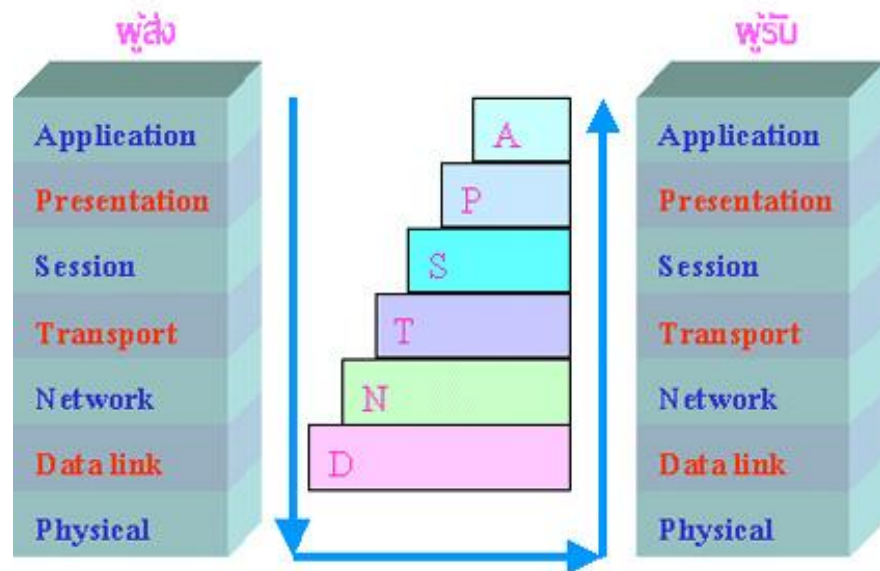 ผู้ส่ง
ผู้รับ
Application
Presentation
Session
Transport
Network
Data link
Physical
A
P
S
T
N
D
Application
Presentation
Session
Transport
Network
Data link
Physical